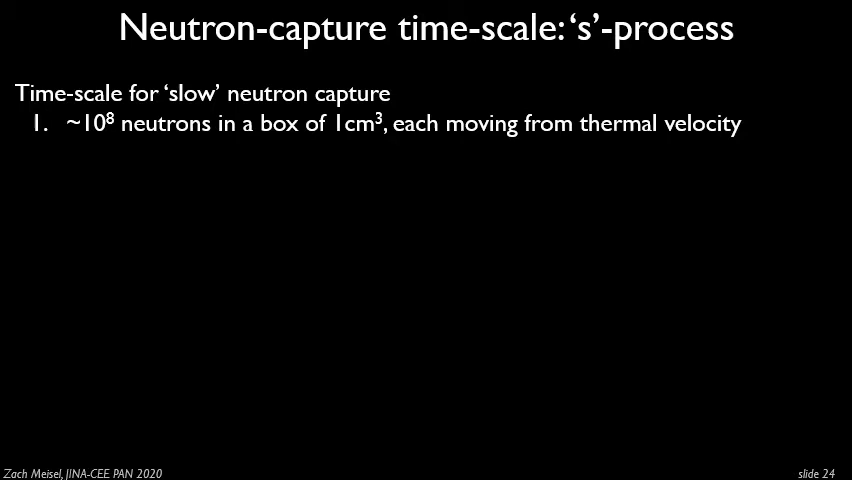 Neutron-capture time-scale: ‘s’-process
Time-scale for ‘slow’ neutron capture
1. ~10⁸ neutrons in a box of 1cm³, each moving from thermal velocity
Zach Meisel, JINA-CEE PAN 2020
slide 24